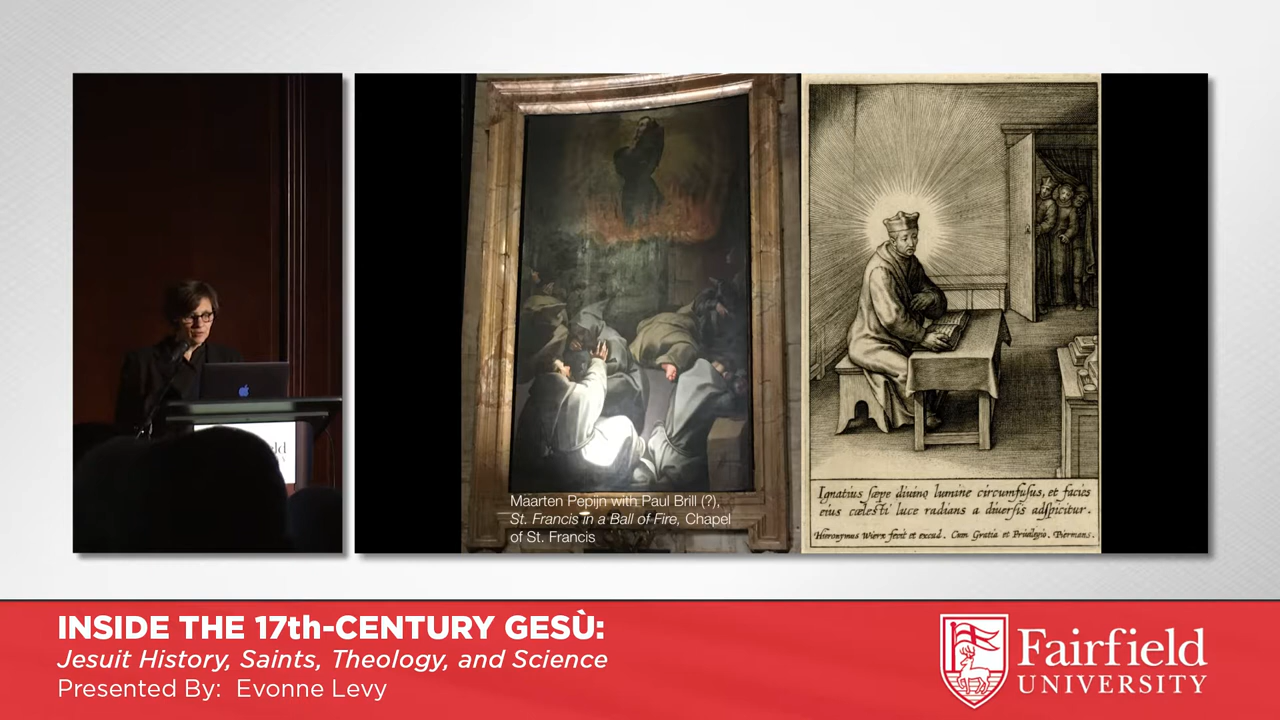 Maarten Pepijn with Paul Brill (?),
St. Francis in a Ball of Fire, Chapel
of St. Francis
Ignatius sæpe diuino lumine circumfusus, et facies
eius cælesti luce radians a diuersis adspicitur.
Hieronymus Wierx fecit et excud. Cum Gratia et Priuilegio. Piermans.
INSIDE THE 17th-CENTURY GESÙ:
Jesuit History, Saints, Theology, and Science
Presented By: Evonne Levy
Fairfield
UNIVERSITY